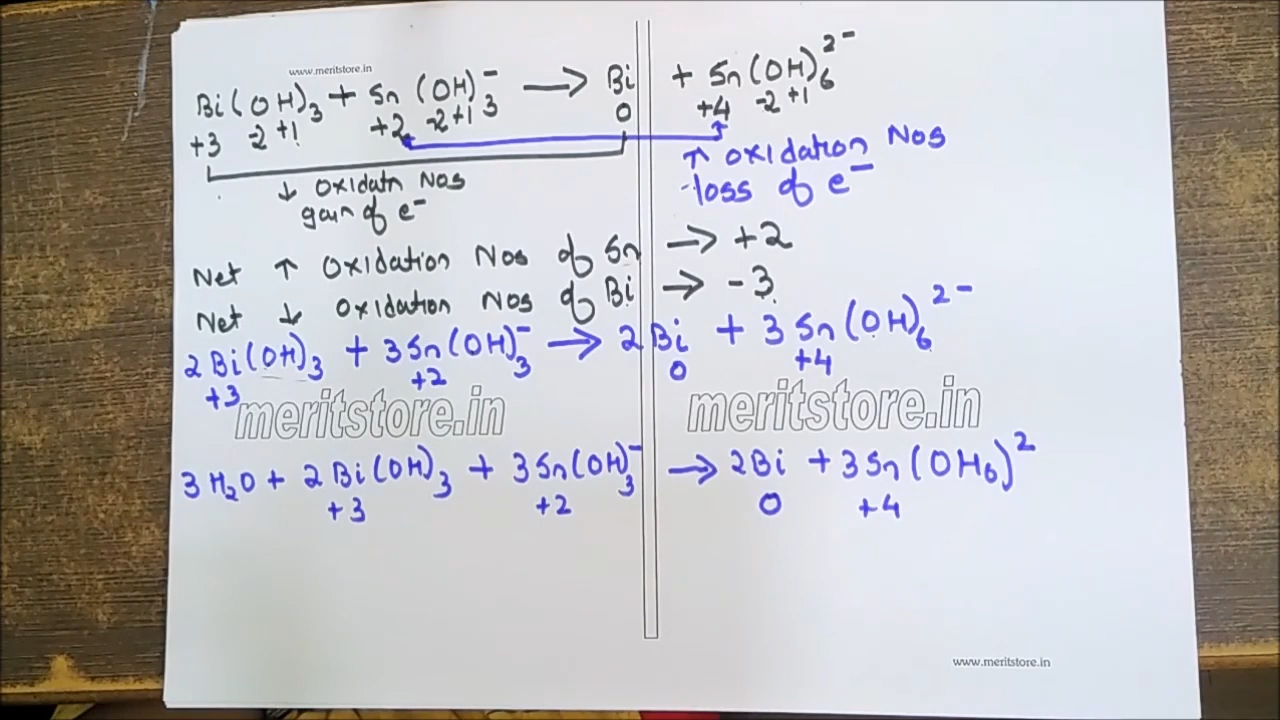 www.meritstore.in
Bi(OH)₃ + Sn(OH)₃⁻ → Bi + Sn(OH)₆²⁻
+3 -2 +1 +2 -2 +1 0 +4 -2 +1
↓ Oxidatn Nos
gain of e⁻
↑ Oxidation Nos
loss of e⁻
Net ↑ Oxidation Nos of Sn → +2
Net ↓ Oxidation Nos of Bi → -3
2Bi(OH)₃ + 3Sn(OH)₃⁻ → 2Bi + 3Sn(OH)₆²⁻
+3 +2 0 +4
meritstore.in meritstore.in
3H₂O + 2Bi(OH)₃ + 3Sn(OH)₃⁻ → 2Bi + 3Sn(OH₆)²
+3 +2 0 +4
www.meritstore.in